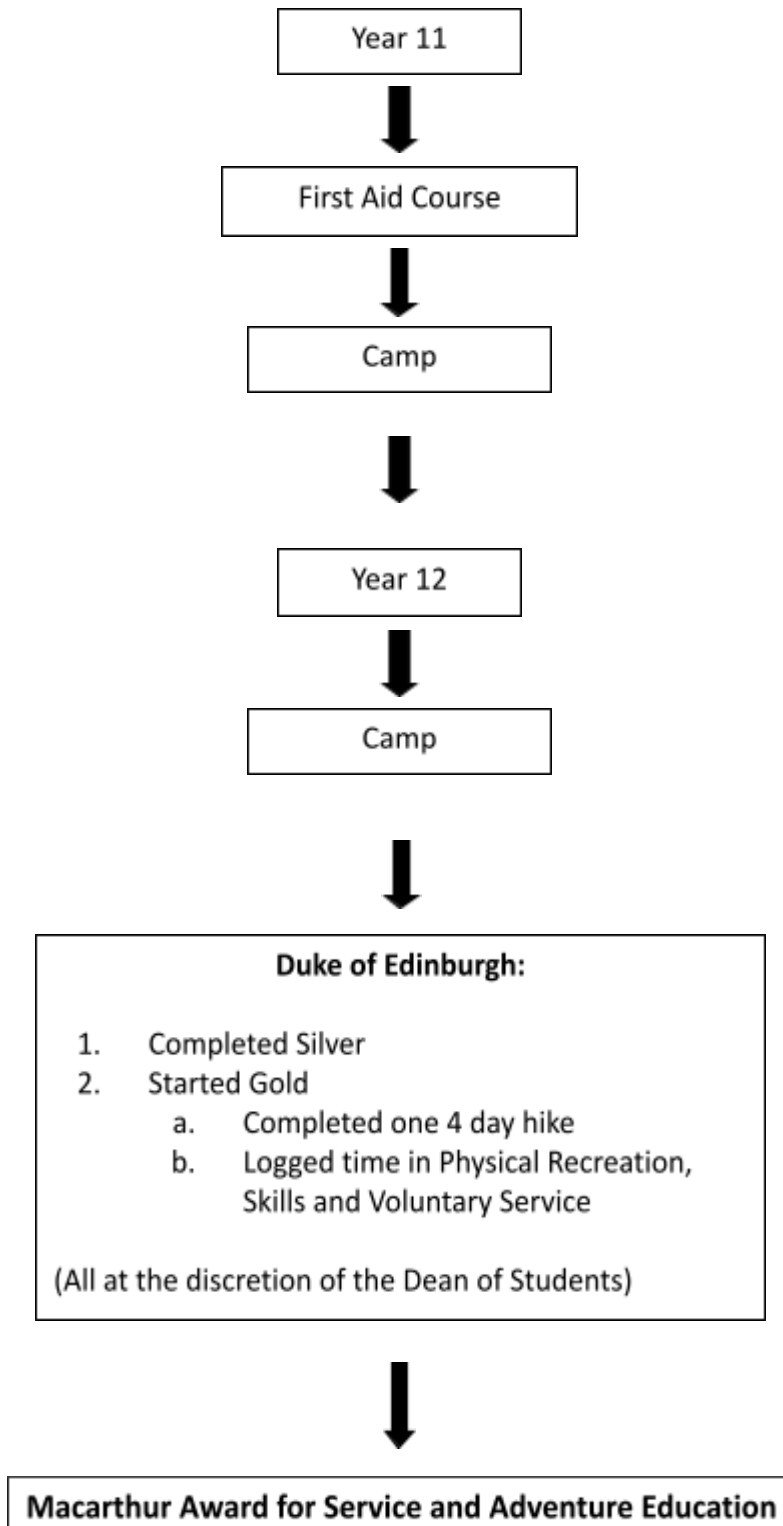 Year 11
First Aid Course
Camp
Year 12
Camp
Duke of Edinburgh:
1. Completed Silver
2. Started Gold
a. Completed one 4 day hike
b. Logged time in Physical Recreation,
Skills and Voluntary Service
(All at the discretion of the Dean of Students)
Macarthur Award for Service and Adventure Education